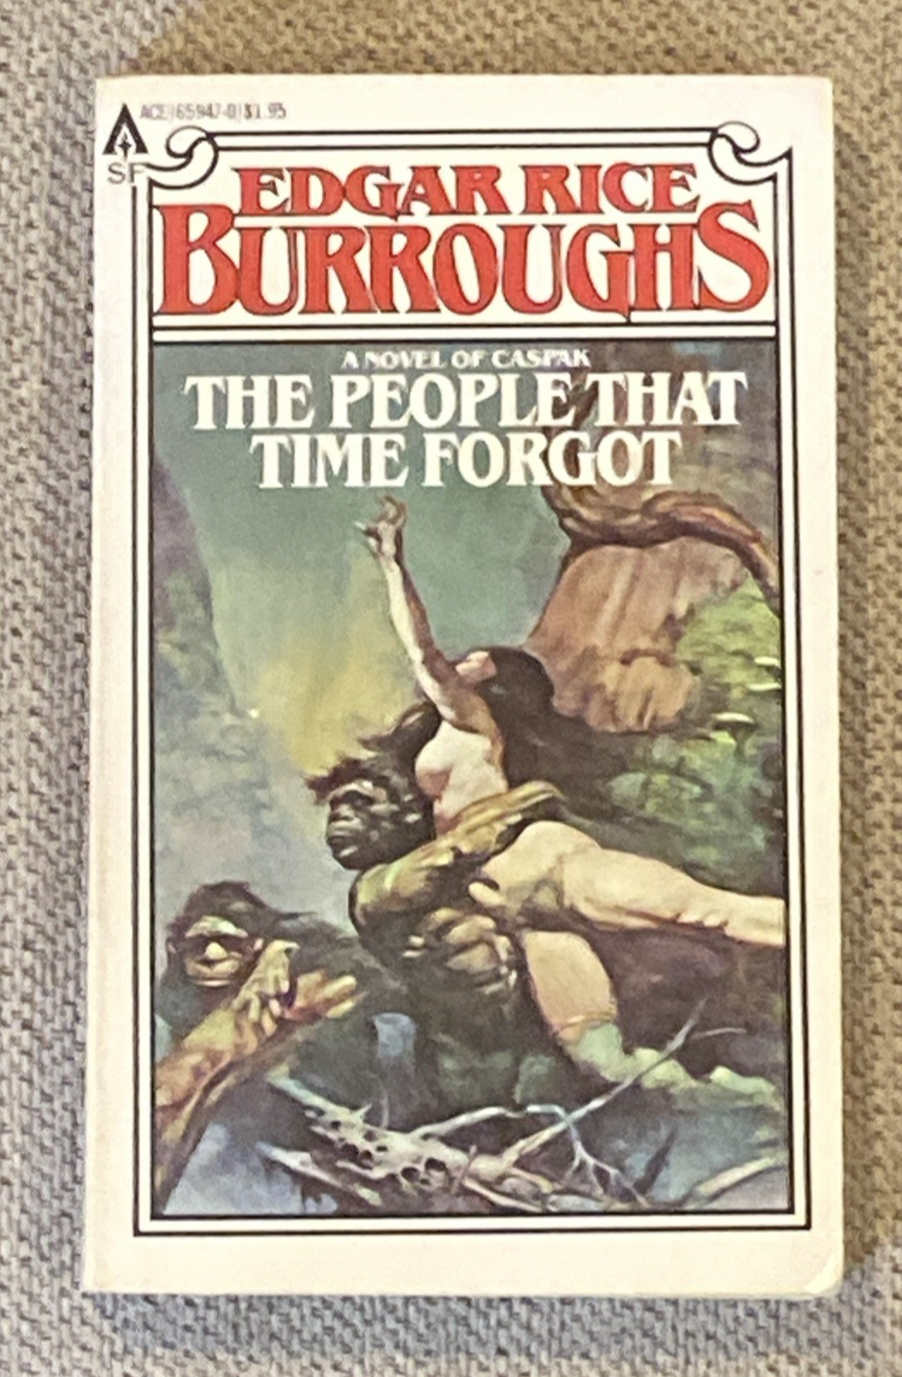 ACE 65947-0 $1.95
SF
EDGAR RICE
BURROUGHS
A NOVEL OF CASPAK
THE PEOPLE THAT
TIME FORGOT